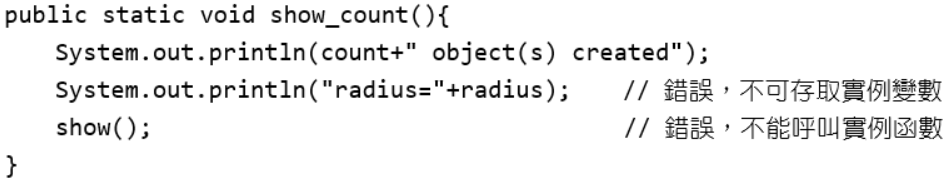 public static void show_count(){
    System.out.println(count+" object(s) created");
    System.out.println("radius="+radius);    // 錯誤，不可存取實例變數
    show();                                  // 錯誤，不能呼叫實例函數
}